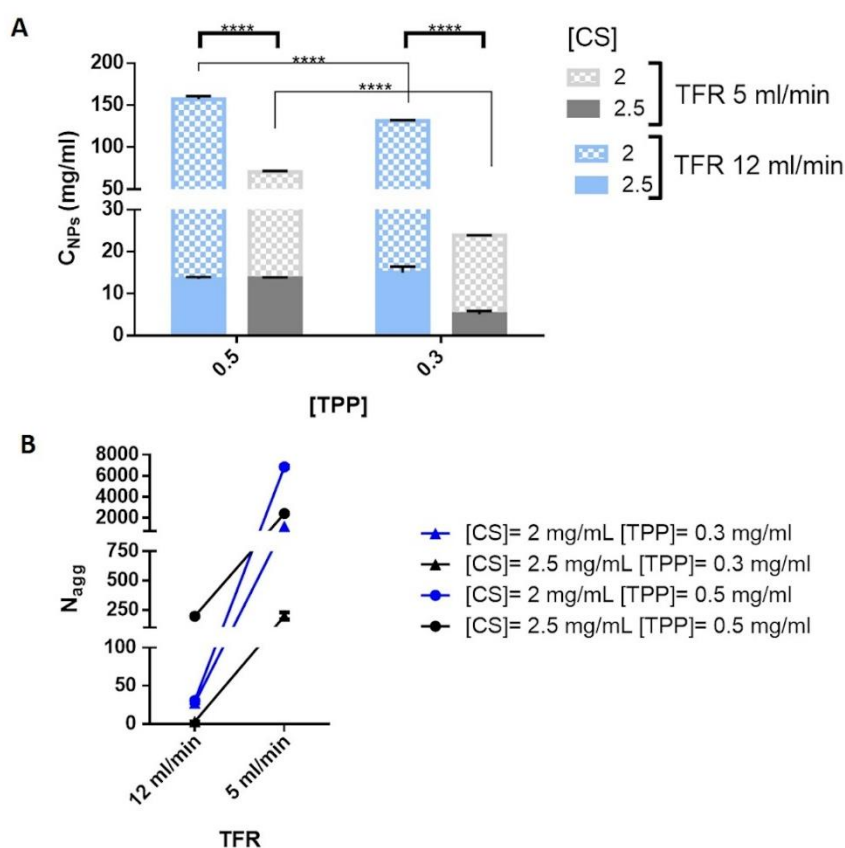 A
**** ****
****
****
[CS]
2
2.5
TFR 5 ml/min
2
2.5
TFR 12 ml/min
200
150
100
50
30
20
10
0
C_NPs (mg/ml)
0.5 0.3
[TPP]
B
8000
6000
4000
2000
750
500
250
100
50
0
N_agg
12 ml/min 5 ml/min
TFR
[CS]= 2 mg/mL [TPP]= 0.3 mg/ml
[CS]= 2.5 mg/mL [TPP]= 0.3 mg/ml
[CS]= 2 mg/mL [TPP]= 0.5 mg/ml
[CS]= 2.5 mg/mL [TPP]= 0.5 mg/ml